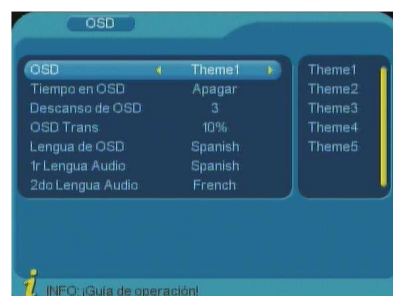 OSD
OSD Theme1
Tiempo en OSD Apagar
Descanso de OSD 3
OSD Trans 10%
Lengua de OSD Spanish
1r Lengua Audio Spanish
2do Lengua Audio French
Theme1
Theme2
Theme3
Theme4
Theme5
INFO: ¡Guía de operación!